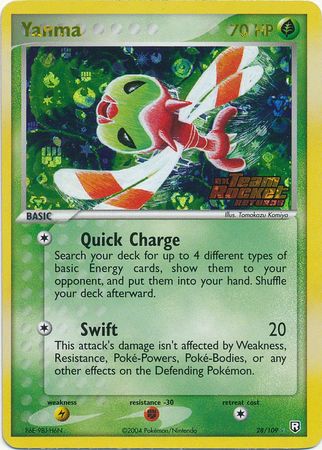 Yanma
70 HP
EX
Team
Rocket
RETURNS
BASIC
Illus. Tomokazu Komiya
Quick Charge
Search your deck for up to 4 different types of
basic Energy cards, show them to your
opponent, and put them into your hand. Shuffle
your deck afterward.
Swift 20
This attack's damage isn't affected by Weakness,
Resistance, Poké-Powers, Poké-Bodies, or any
other effects on the Defending Pokémon.
weakness
resistance -30
retreat cost
©2004 Pokémon/Nintendo
28/109
R